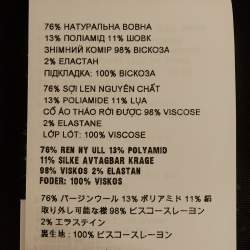 76% НАТУРАЛЬНА ВОВНА
13% ПОЛІАМІД 11% ШОВК
ЗНІМНИЙ КОМІР 98% ВІСКОЗА
2% ЕЛАСТАН
ПІДКЛАДКА: 100% ВІСКОЗА
76% SỢI LEN NGUYÊN CHẤT
13% POLIAMIDE 11% LỤA
CỔ ÁO THÁO RỜI ĐƯỢC 98% VISCOSE
2% ELASTANE
LỚP LÓT: 100% VISCOSE
76% REN NY ULL 13% POLYAMID
11% SILKE AVTAGBAR KRAGE
98% VISKOS 2% ELASTAN
FODER: 100% VISKOS
76% バージンウール 13% ポリアミド 11% 絹
取り外し可能な襟 98% ビスコースレーヨン
2% エラステイン
裏生地 : 100% ビスコースレーヨン